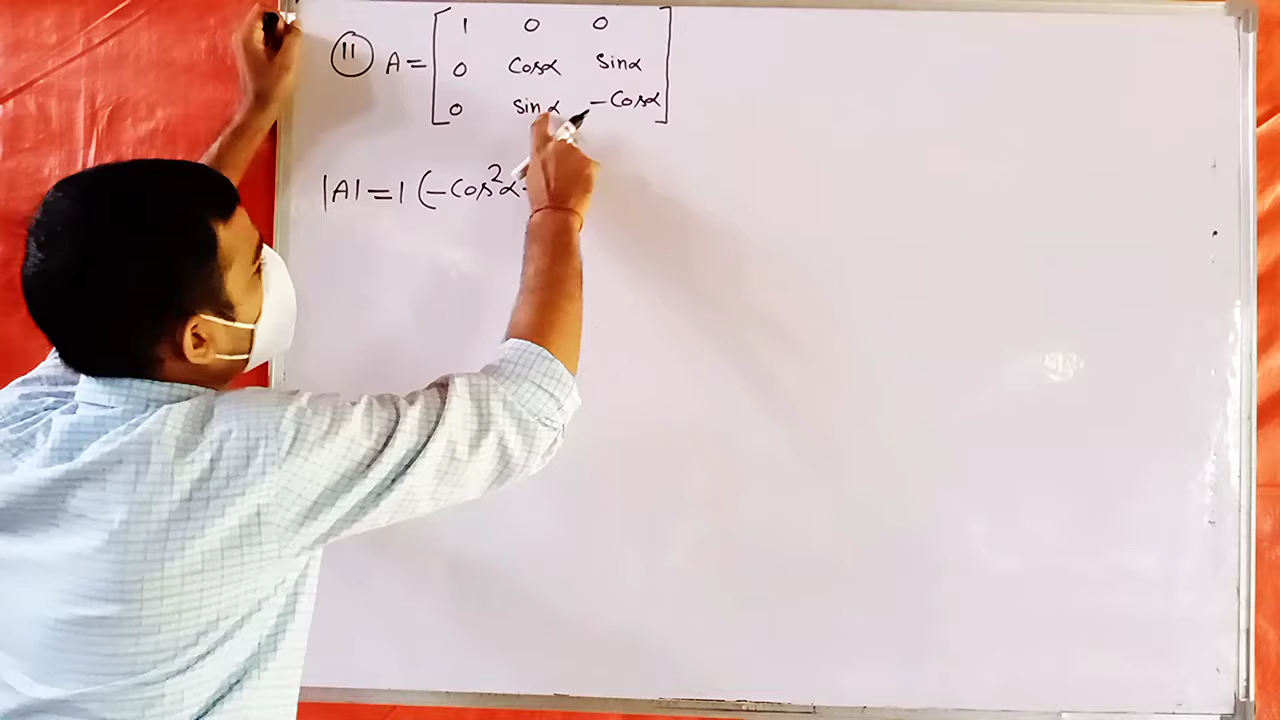 11 A = [ 1 0 0
0 Cosα Sinα
0 Sinα -Cosα ]
|A| = 1 (-Cos²α-